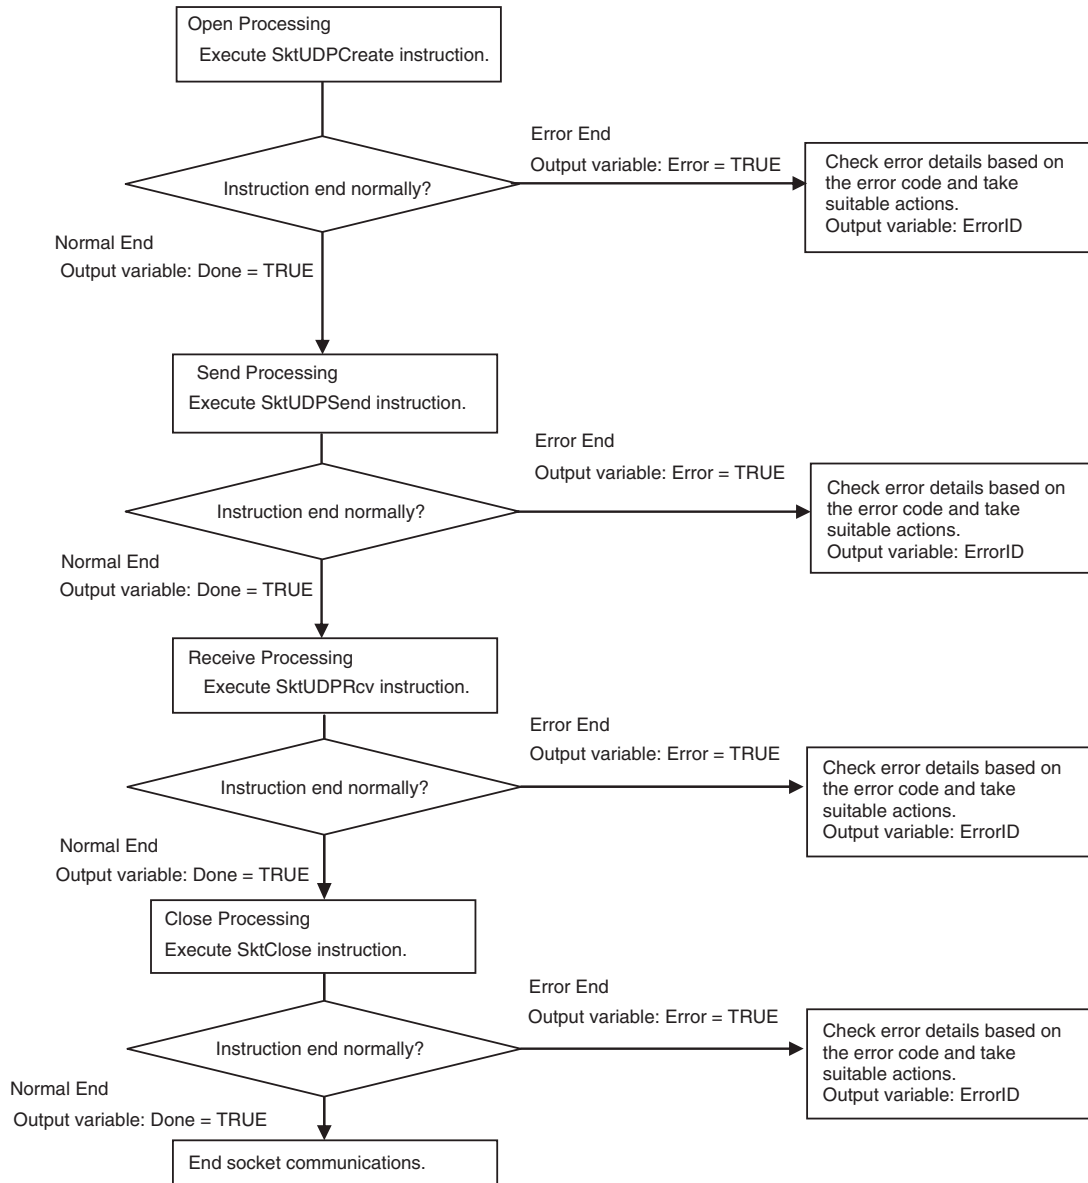 Open Processing
Execute SktUDPCreate instruction.
Instruction end normally?
Error End
Output variable: Error = TRUE
Check error details based on
the error code and take
suitable actions.
Output variable: ErrorID
Normal End
Output variable: Done = TRUE
Send Processing
Execute SktUDPSend instruction.
Instruction end normally?
Error End
Output variable: Error = TRUE
Check error details based on
the error code and take
suitable actions.
Output variable: ErrorID
Normal End
Output variable: Done = TRUE
Receive Processing
Execute SktUDPRcv instruction.
Instruction end normally?
Error End
Output variable: Error = TRUE
Check error details based on
the error code and take
suitable actions.
Output variable: ErrorID
Normal End
Output variable: Done = TRUE
Close Processing
Execute SktClose instruction.
Instruction end normally?
Error End
Output variable: Error = TRUE
Check error details based on
the error code and take
suitable actions.
Output variable: ErrorID
Normal End
Output variable: Done = TRUE
End socket communications.